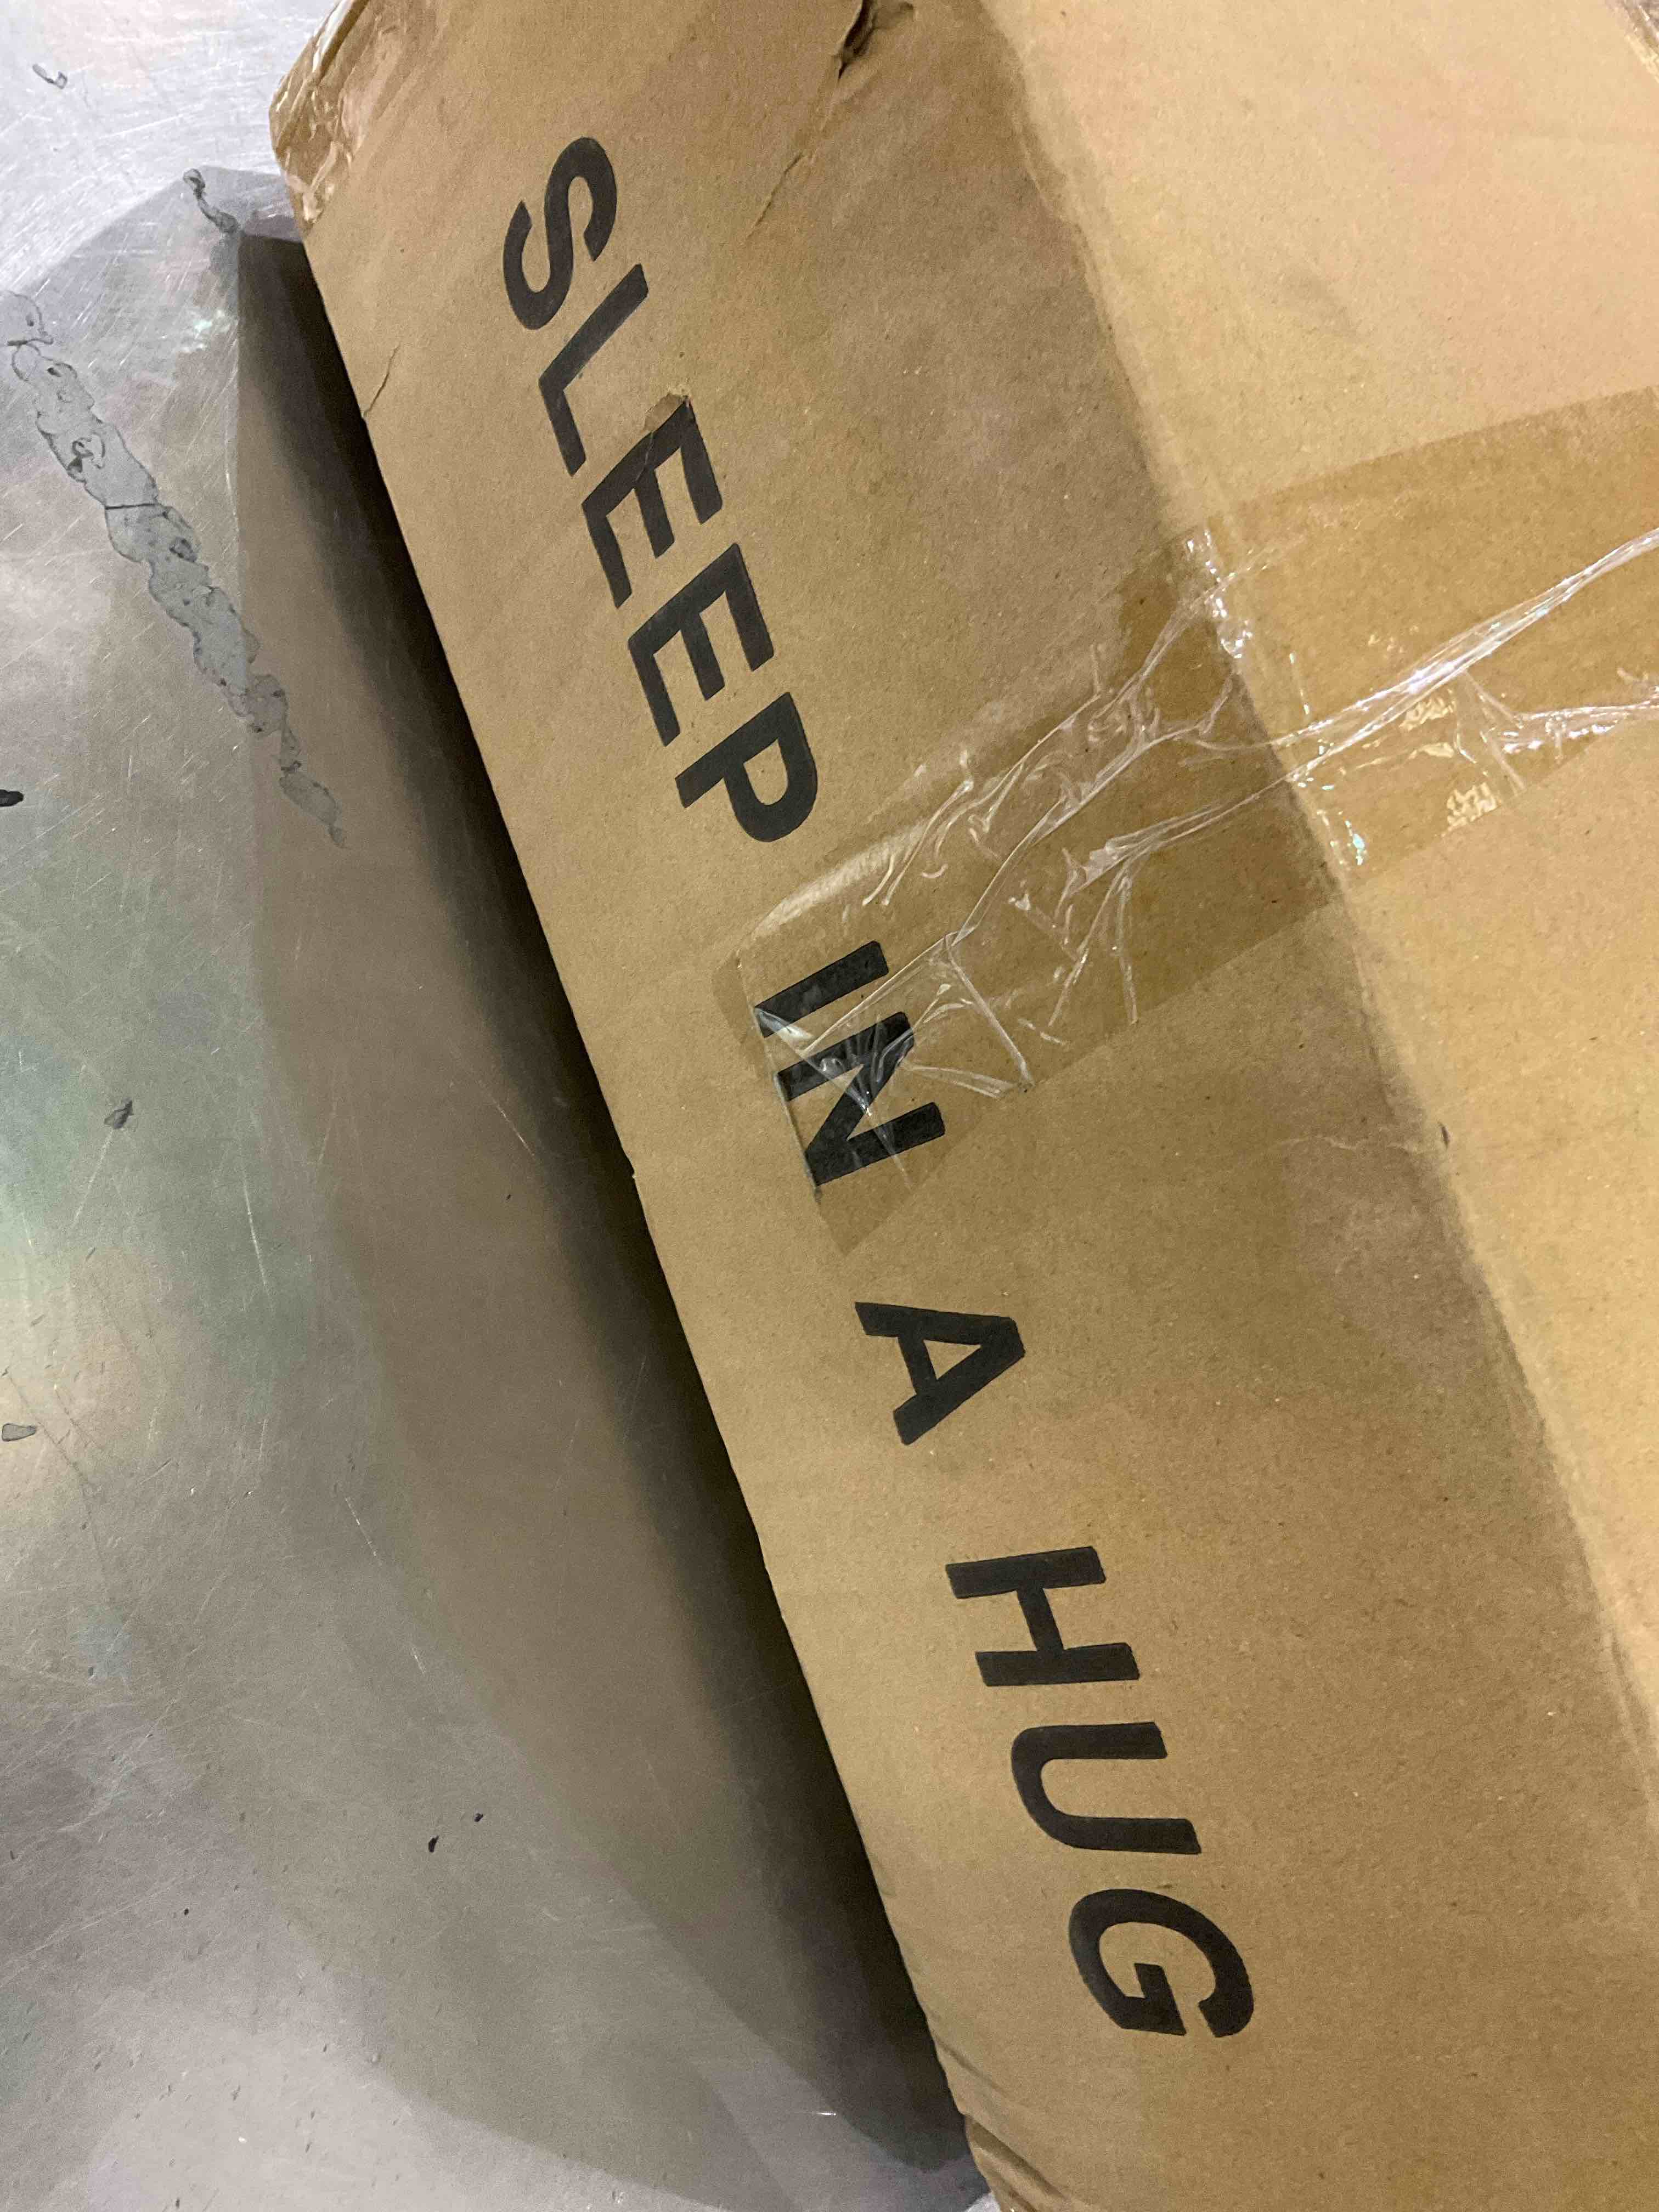 SLEEP IN A HUG